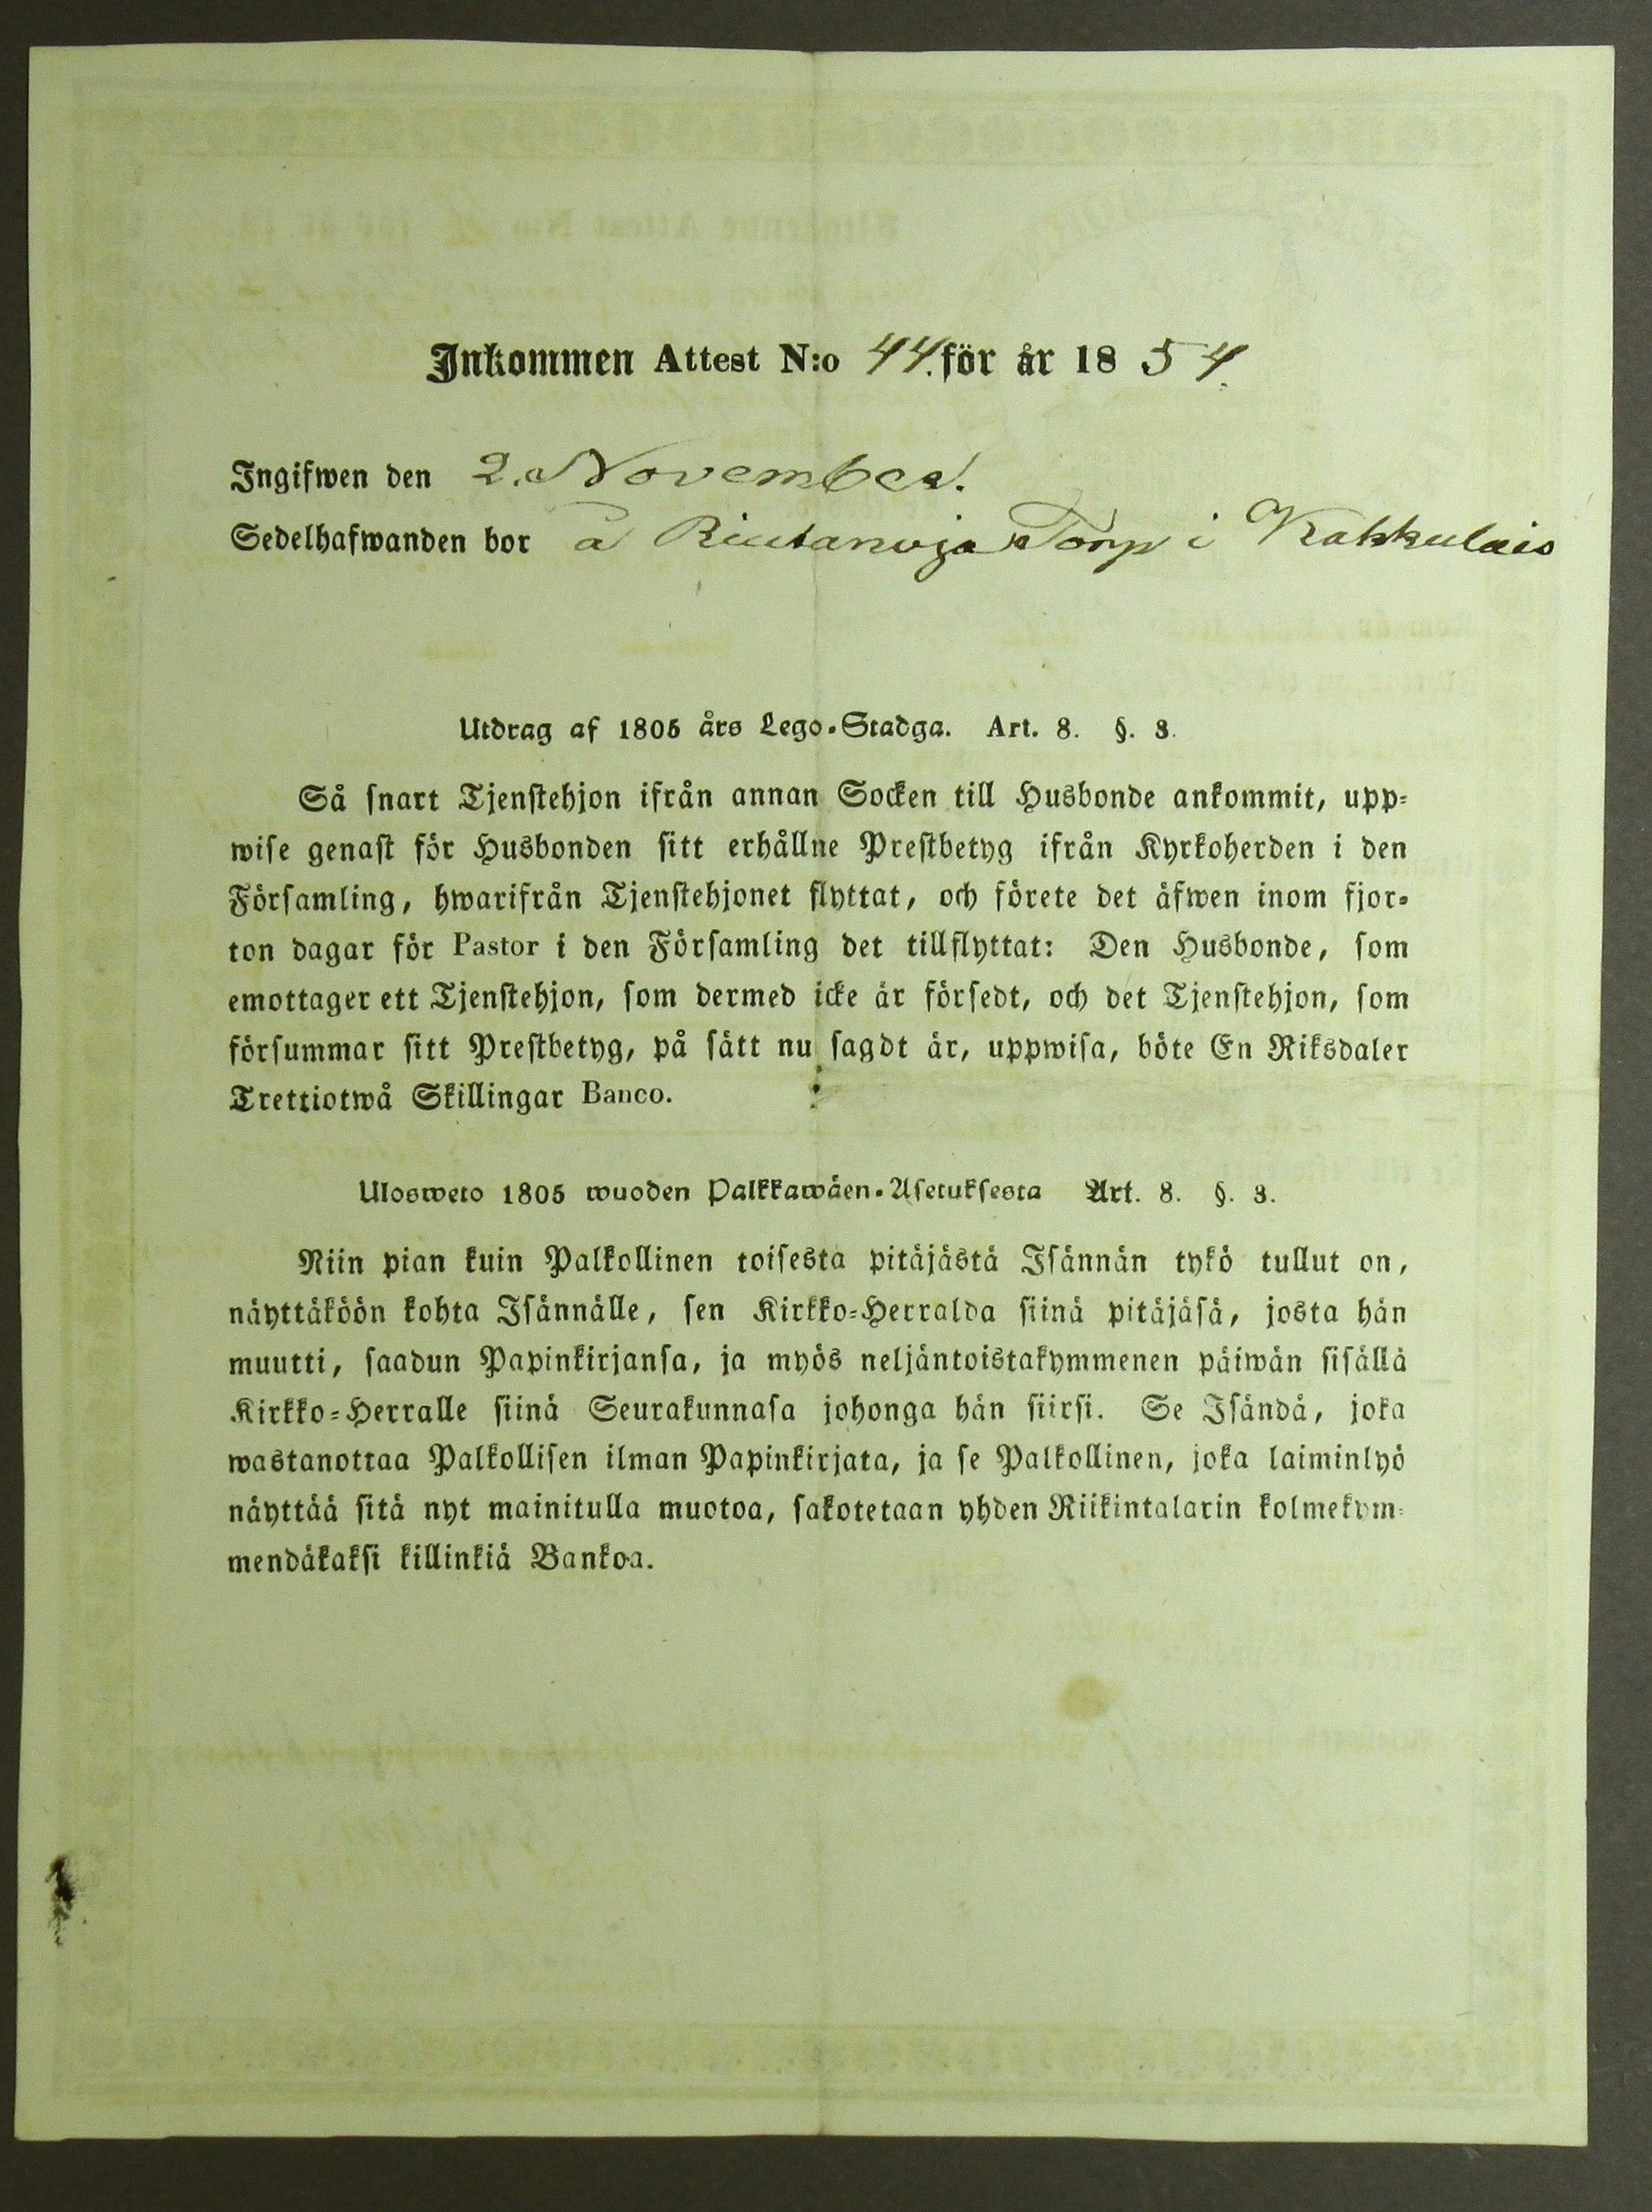 Inkommen Attest N:o 44. för år 1854.
Ingifwen den 2. November.
Sedelhafwanden bor å Riutanoja Torp i Kakkulais
Utdrag af 1805 års Lego-Stadga. Art. 8. §. 3.
Så snart Tjenstehjon ifrån annan Socken till Husbonde ankommit, upp-
wise genast för Husbonden sitt erhållne Prestbetyg ifrån Kyrkoherden i den
Församling, hwarifrån Tjenstehjonet flyttat, och förete det äfwen inom fjor-
ton dagar för Pastor i den Församling det tillflyttat: Den Husbonde, som
emottager ett Tjenstehjon, som dermed icke är försedt, och det Tjenstehjon, som
försummar sitt Prestbetyg, på sätt nu sagdt är, uppwisa, böte En Riksdaler
Trettiotwå Skillingar Banco.
Ulosweto 1805 wuoden Palkkawäen-Asetuksesta Art. 8. §. 3.
Niin pian kuin Palkollinen toisesta pitäjästä Isännän tykö tullut on,
näyttäköön kohta Isännälle, sen Kirkko-Herralda siinä pitäjäsä, josta hän
muutti, saadun Papinkirjansa, ja myös neljäntoistakymmenen päiwän sisällä
Kirkko-Herralle siinä Seurakunnasa johonga hän siirsi. Se Isändä, joka
wastanottaa Palkollisen ilman Papinkirjata, ja se Palkollinen, joka laiminlyö
näyttää sitä nyt mainitulla muotoa, sakotetaan yhden Riikintalarin kolmekym-
mendäkaksi killinkiä Bankoa.